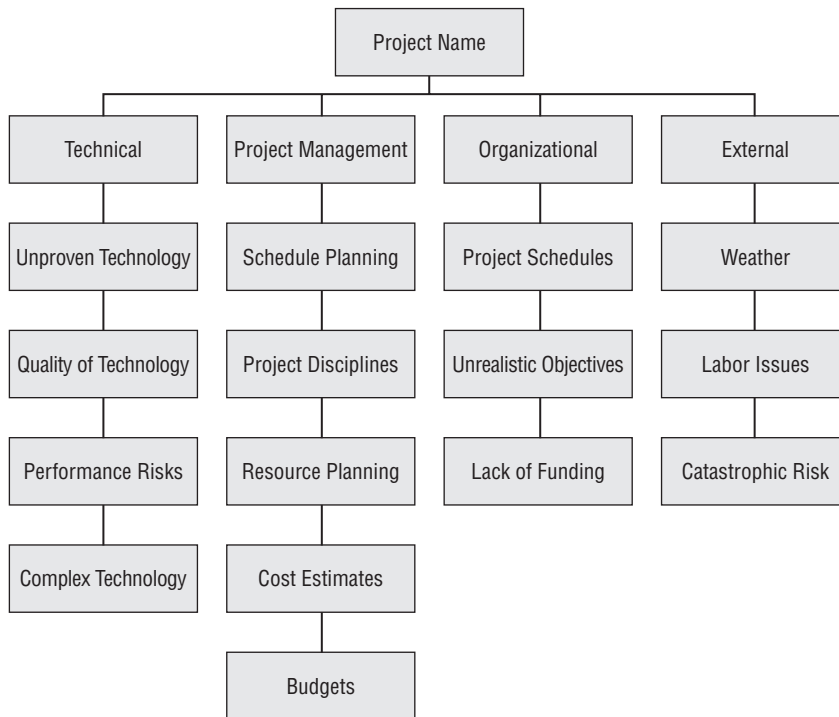 Project Name
Technical
Project Management
Organizational
External
Unproven Technology
Schedule Planning
Project Schedules
Weather
Quality of Technology
Project Disciplines
Unrealistic Objectives
Labor Issues
Performance Risks
Resource Planning
Lack of Funding
Catastrophic Risk
Complex Technology
Cost Estimates
Budgets